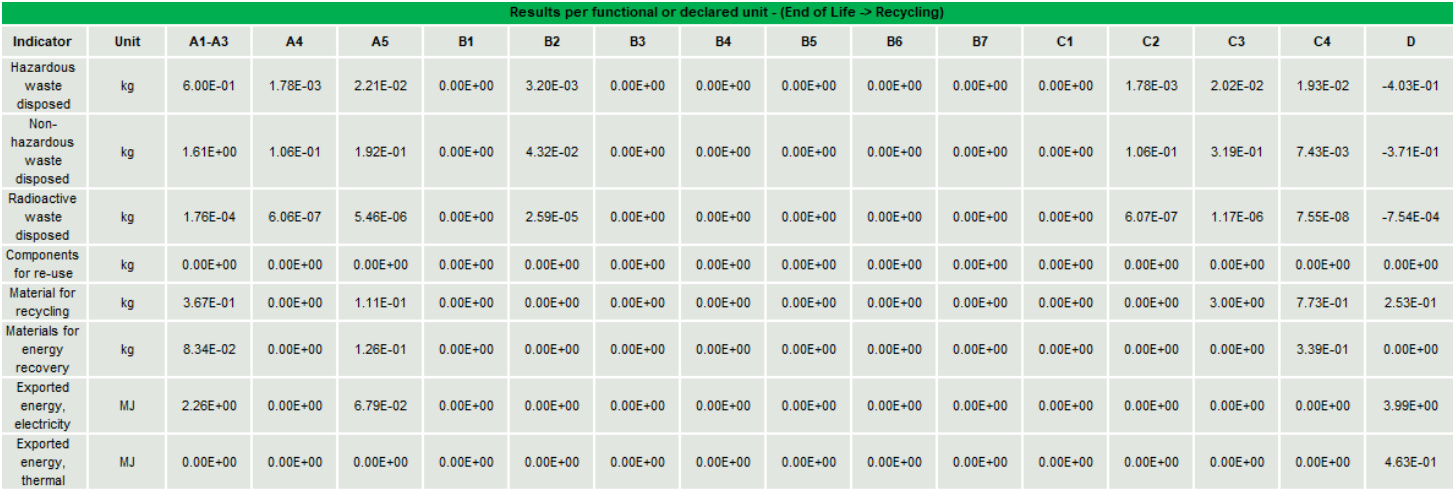 Results per functional or declared unit - (End of Life -> Recycling)
Indicator Unit A1-A3 A4 A5 B1 B2 B3 B4 B5 B6 B7 C1 C2 C3 C4 D
Hazardous
waste
disposed
kg 6.00E-01 1.78E-03 2.21E-02 0.00E+00 3.20E-03 0.00E+00 0.00E+00 0.00E+00 0.00E+00 0.00E+00 0.00E+00 1.78E-03 2.02E-02 1.93E-02 -4.03E-01
Non-
hazardous
waste
disposed
kg 1.61E+00 1.06E-01 1.92E-01 0.00E+00 4.32E-02 0.00E+00 0.00E+00 0.00E+00 0.00E+00 0.00E+00 0.00E+00 1.06E-01 3.19E-01 7.43E-03 -3.71E-01
Radioactive
waste
disposed
kg 1.76E-04 6.06E-07 5.46E-06 0.00E+00 2.59E-05 0.00E+00 0.00E+00 0.00E+00 0.00E+00 0.00E+00 0.00E+00 6.07E-07 1.17E-06 7.55E-08 -7.54E-04
Components
for re-use
kg 0.00E+00 0.00E+00 0.00E+00 0.00E+00 0.00E+00 0.00E+00 0.00E+00 0.00E+00 0.00E+00 0.00E+00 0.00E+00 0.00E+00 0.00E+00 0.00E+00 0.00E+00
Material for
recycling
kg 3.67E-01 0.00E+00 1.11E-01 0.00E+00 0.00E+00 0.00E+00 0.00E+00 0.00E+00 0.00E+00 0.00E+00 0.00E+00 0.00E+00 3.00E+00 7.73E-01 2.53E-01
Materials for
energy
recovery
kg 8.34E-02 0.00E+00 1.26E-01 0.00E+00 0.00E+00 0.00E+00 0.00E+00 0.00E+00 0.00E+00 0.00E+00 0.00E+00 0.00E+00 0.00E+00 3.39E-01 0.00E+00
Exported
energy,
electricity
MJ 2.26E+00 0.00E+00 6.79E-02 0.00E+00 0.00E+00 0.00E+00 0.00E+00 0.00E+00 0.00E+00 0.00E+00 0.00E+00 0.00E+00 0.00E+00 0.00E+00 3.99E+00
Exported
energy,
thermal
MJ 0.00E+00 0.00E+00 0.00E+00 0.00E+00 0.00E+00 0.00E+00 0.00E+00 0.00E+00 0.00E+00 0.00E+00 0.00E+00 0.00E+00 0.00E+00 0.00E+00 4.63E-01